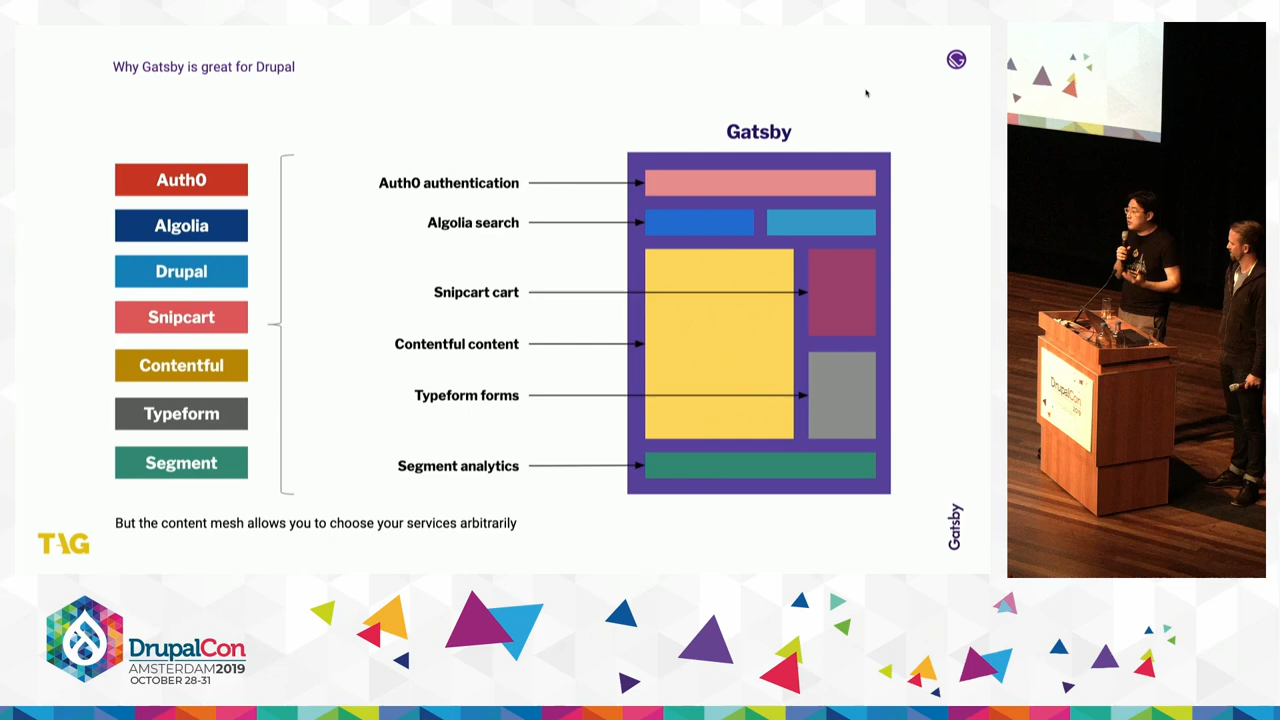 Why Gatsby is great for Drupal
Gatsby
Auth0
Algolia
Drupal
Snipcart
Contentful
Typeform
Segment
Auth0 authentication
Algolia search
Snipcart cart
Contentful content
Typeform forms
Segment analytics
But the content mesh allows you to choose your services arbitrarily
TAG
Gatsby
DrupalCon
2019
DrupalCon
AMSTERDAM2019
OCTOBER 28-31